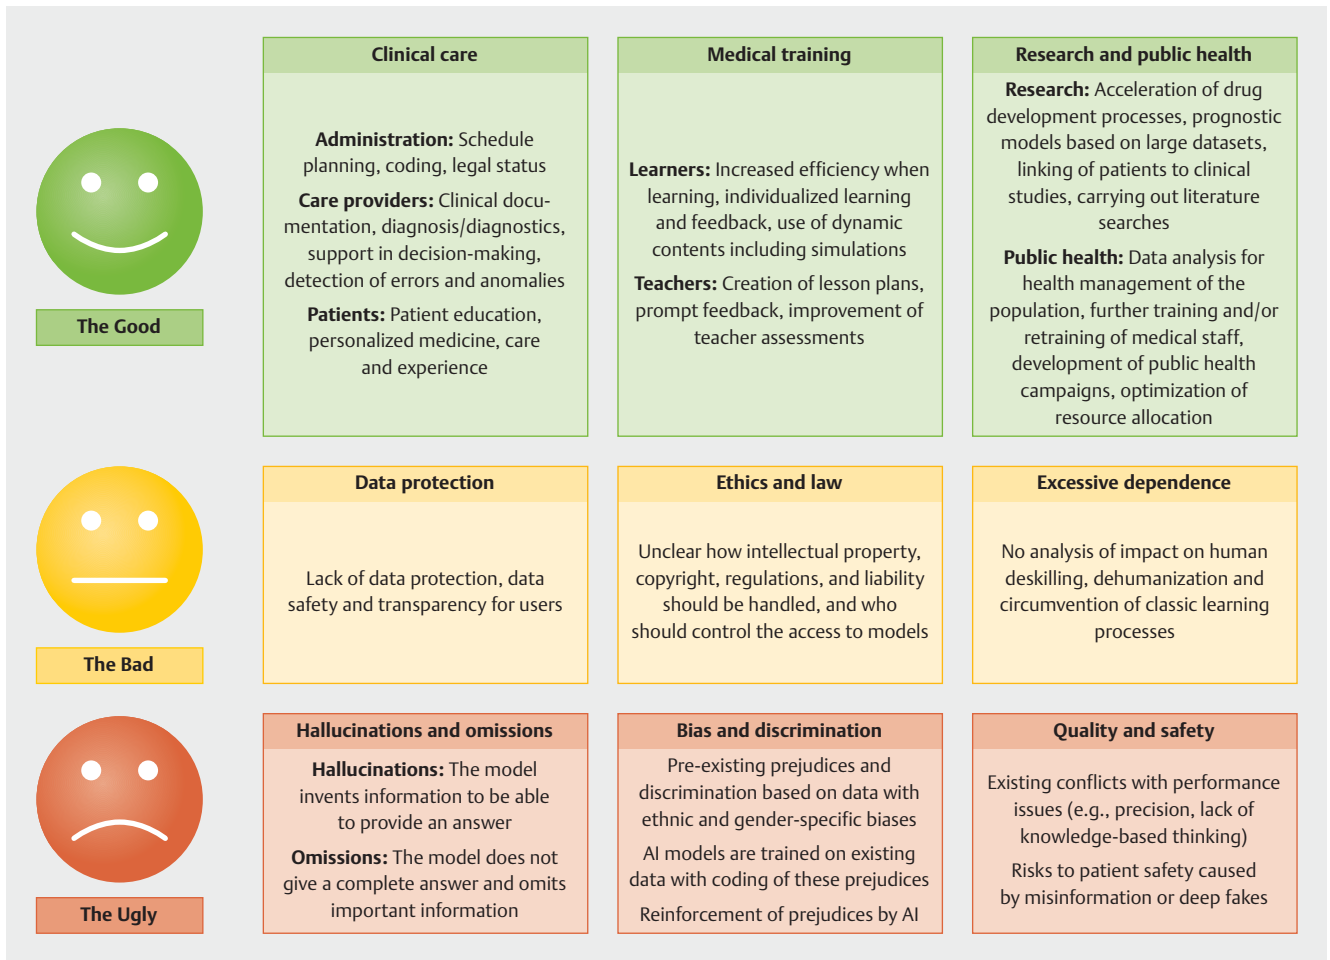 The Good
Clinical care
Administration: Schedule
planning, coding, legal status
Care providers: Clinical docu-
mentation, diagnosis/diagnostics,
support in decision-making,
detection of errors and anomalies
Patients: Patient education,
personalized medicine, care
and experience
Medical training
Learners: Increased efficiency when
learning, individualized learning
and feedback, use of dynamic
contents including simulations
Teachers: Creation of lesson plans,
prompt feedback, improvement of
teacher assessments
Research and public health
Research: Acceleration of drug
development processes, prognostic
models based on large datasets,
linking of patients to clinical
studies, carrying out literature
searches
Public health: Data analysis for
health management of the
population, further training and/or
retraining of medical staff,
development of public health
campaigns, optimization of
resource allocation
The Bad
Data protection
Lack of data protection, data
safety and transparency for users
Ethics and law
Unclear how intellectual property,
copyright, regulations, and liability
should be handled, and who
should control the access to models
Excessive dependence
No analysis of impact on human
deskilling, dehumanization and
circumvention of classic learning
processes
The Ugly
Hallucinations and omissions
Hallucinations: The model
invents information to be able
to provide an answer
Omissions: The model does not
give a complete answer and omits
important information
Bias and discrimination
Pre-existing prejudices and
discrimination based on data with
ethnic and gender-specific biases
AI models are trained on existing
data with coding of these prejudices
Reinforcement of prejudices by AI
Quality and safety
Existing conflicts with performance
issues (e.g., precision, lack of
knowledge-based thinking)
Risks to patient safety caused
by misinformation or deep fakes